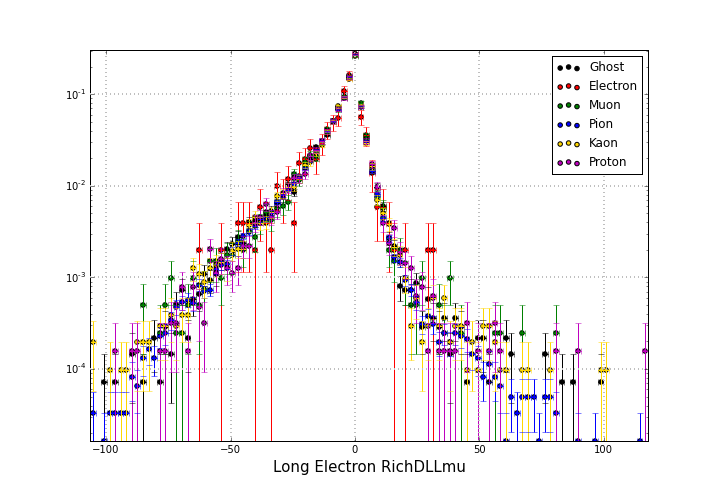 Ghost
Electron
Muon
Pion
Kaon
Proton
10⁻¹
10⁻²
10⁻³
10⁻⁴
−100 −50 0 50 100
Long Electron RichDLLmu